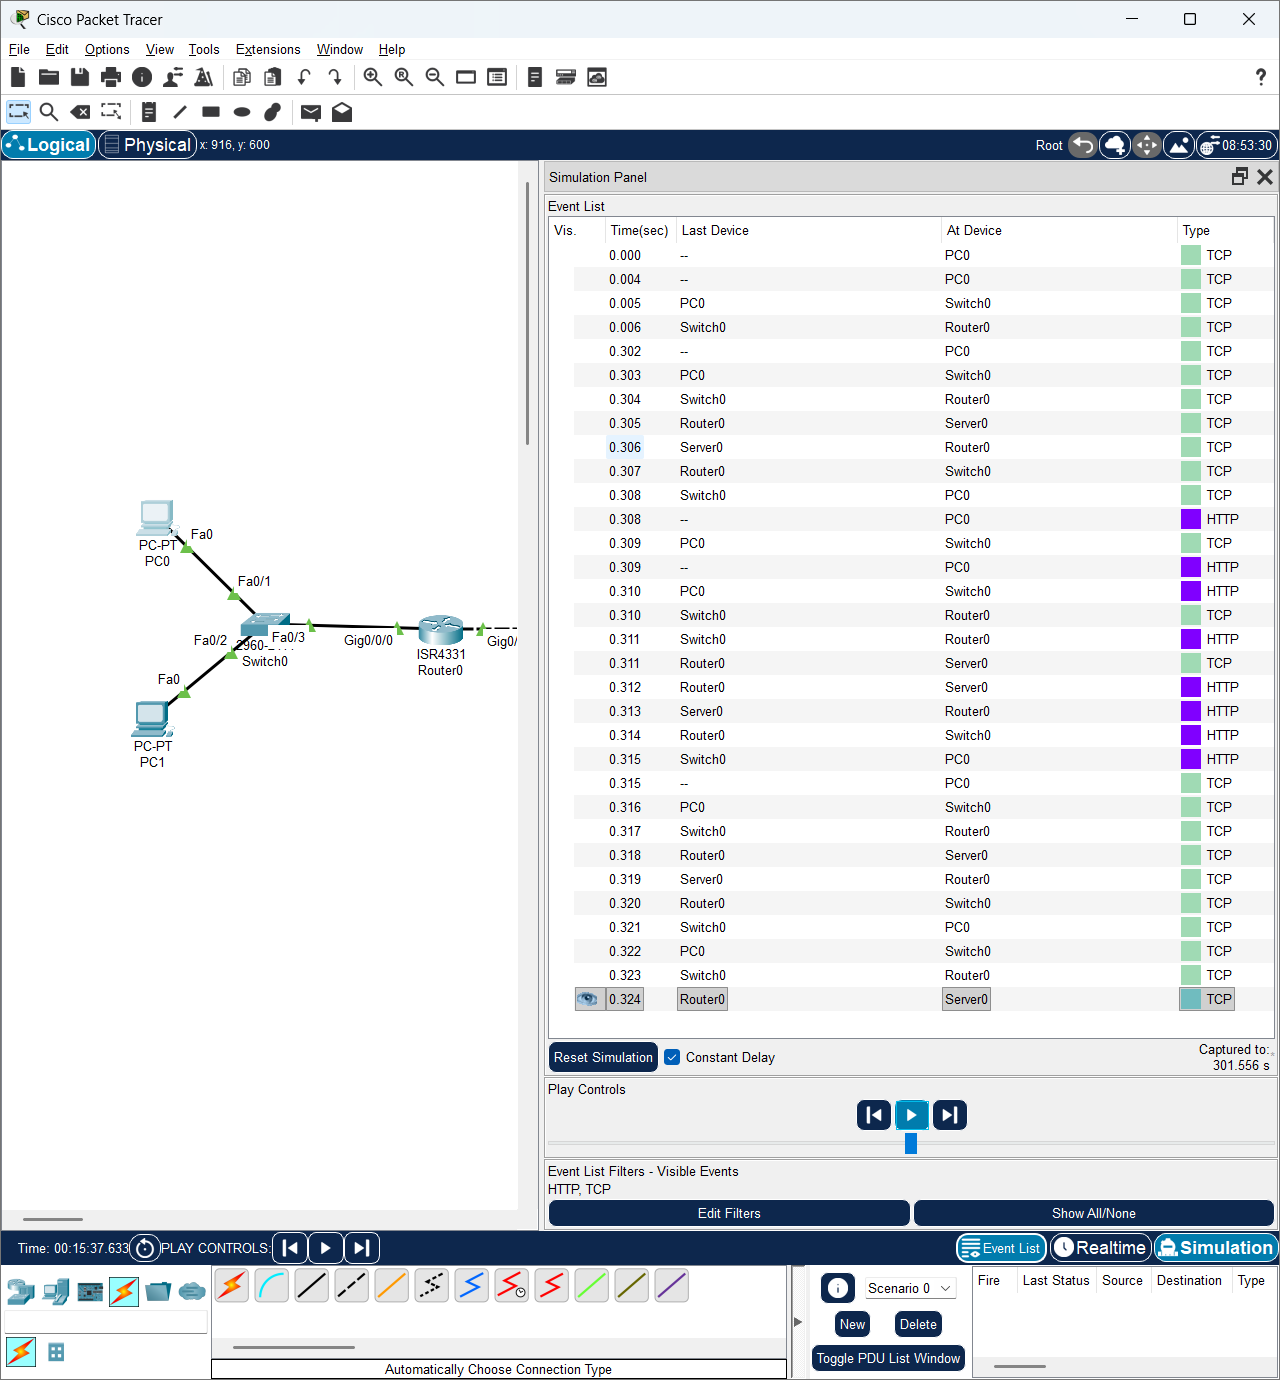 Cisco Packet Tracer
File Edit Options View Tools Extensions Window Help
Logical Physical x: 916, y: 600 Root 08:53:30
Simulation Panel
Event List
Vis. Time(sec) Last Device At Device Type
0.000 -- PC0 TCP
0.004 -- PC0 TCP
0.005 PC0 Switch0 TCP
0.006 Switch0 Router0 TCP
0.302 -- PC0 TCP
0.303 PC0 Switch0 TCP
0.304 Switch0 Router0 TCP
0.305 Router0 Server0 TCP
0.306 Server0 Router0 TCP
0.307 Router0 Switch0 TCP
0.308 Switch0 PC0 TCP
0.308 -- PC0 HTTP
0.309 PC0 Switch0 TCP
0.309 -- PC0 HTTP
0.310 PC0 Switch0 HTTP
0.310 Switch0 Router0 TCP
0.311 Switch0 Router0 HTTP
0.311 Router0 Server0 TCP
0.312 Router0 Server0 HTTP
0.313 Server0 Router0 HTTP
0.314 Router0 Switch0 HTTP
0.315 Switch0 PC0 HTTP
0.315 -- PC0 TCP
0.316 PC0 Switch0 TCP
0.317 Switch0 Router0 TCP
0.318 Router0 Server0 TCP
0.319 Server0 Router0 TCP
0.320 Router0 Switch0 TCP
0.321 Switch0 PC0 TCP
0.322 PC0 Switch0 TCP
0.323 Switch0 Router0 TCP
0.324 Router0 Server0 TCP
Fa0
PC-PT
PC0
Fa0/1
Fa0/2
Fa0/3
Switch0
Gig0/0/0
ISR4331
Router0
Gig0/
Fa0
PC-PT
PC1
Reset Simulation Constant Delay
Captured to:
301.556 s
Play Controls
Event List Filters - Visible Events
HTTP, TCP
Edit Filters Show All/None
Time: 00:15:37.633 PLAY CONTROLS: Event List Realtime Simulation
Scenario 0
New Delete
Toggle PDU List Window
Fire Last Status Source Destination Type
Automatically Choose Connection Type